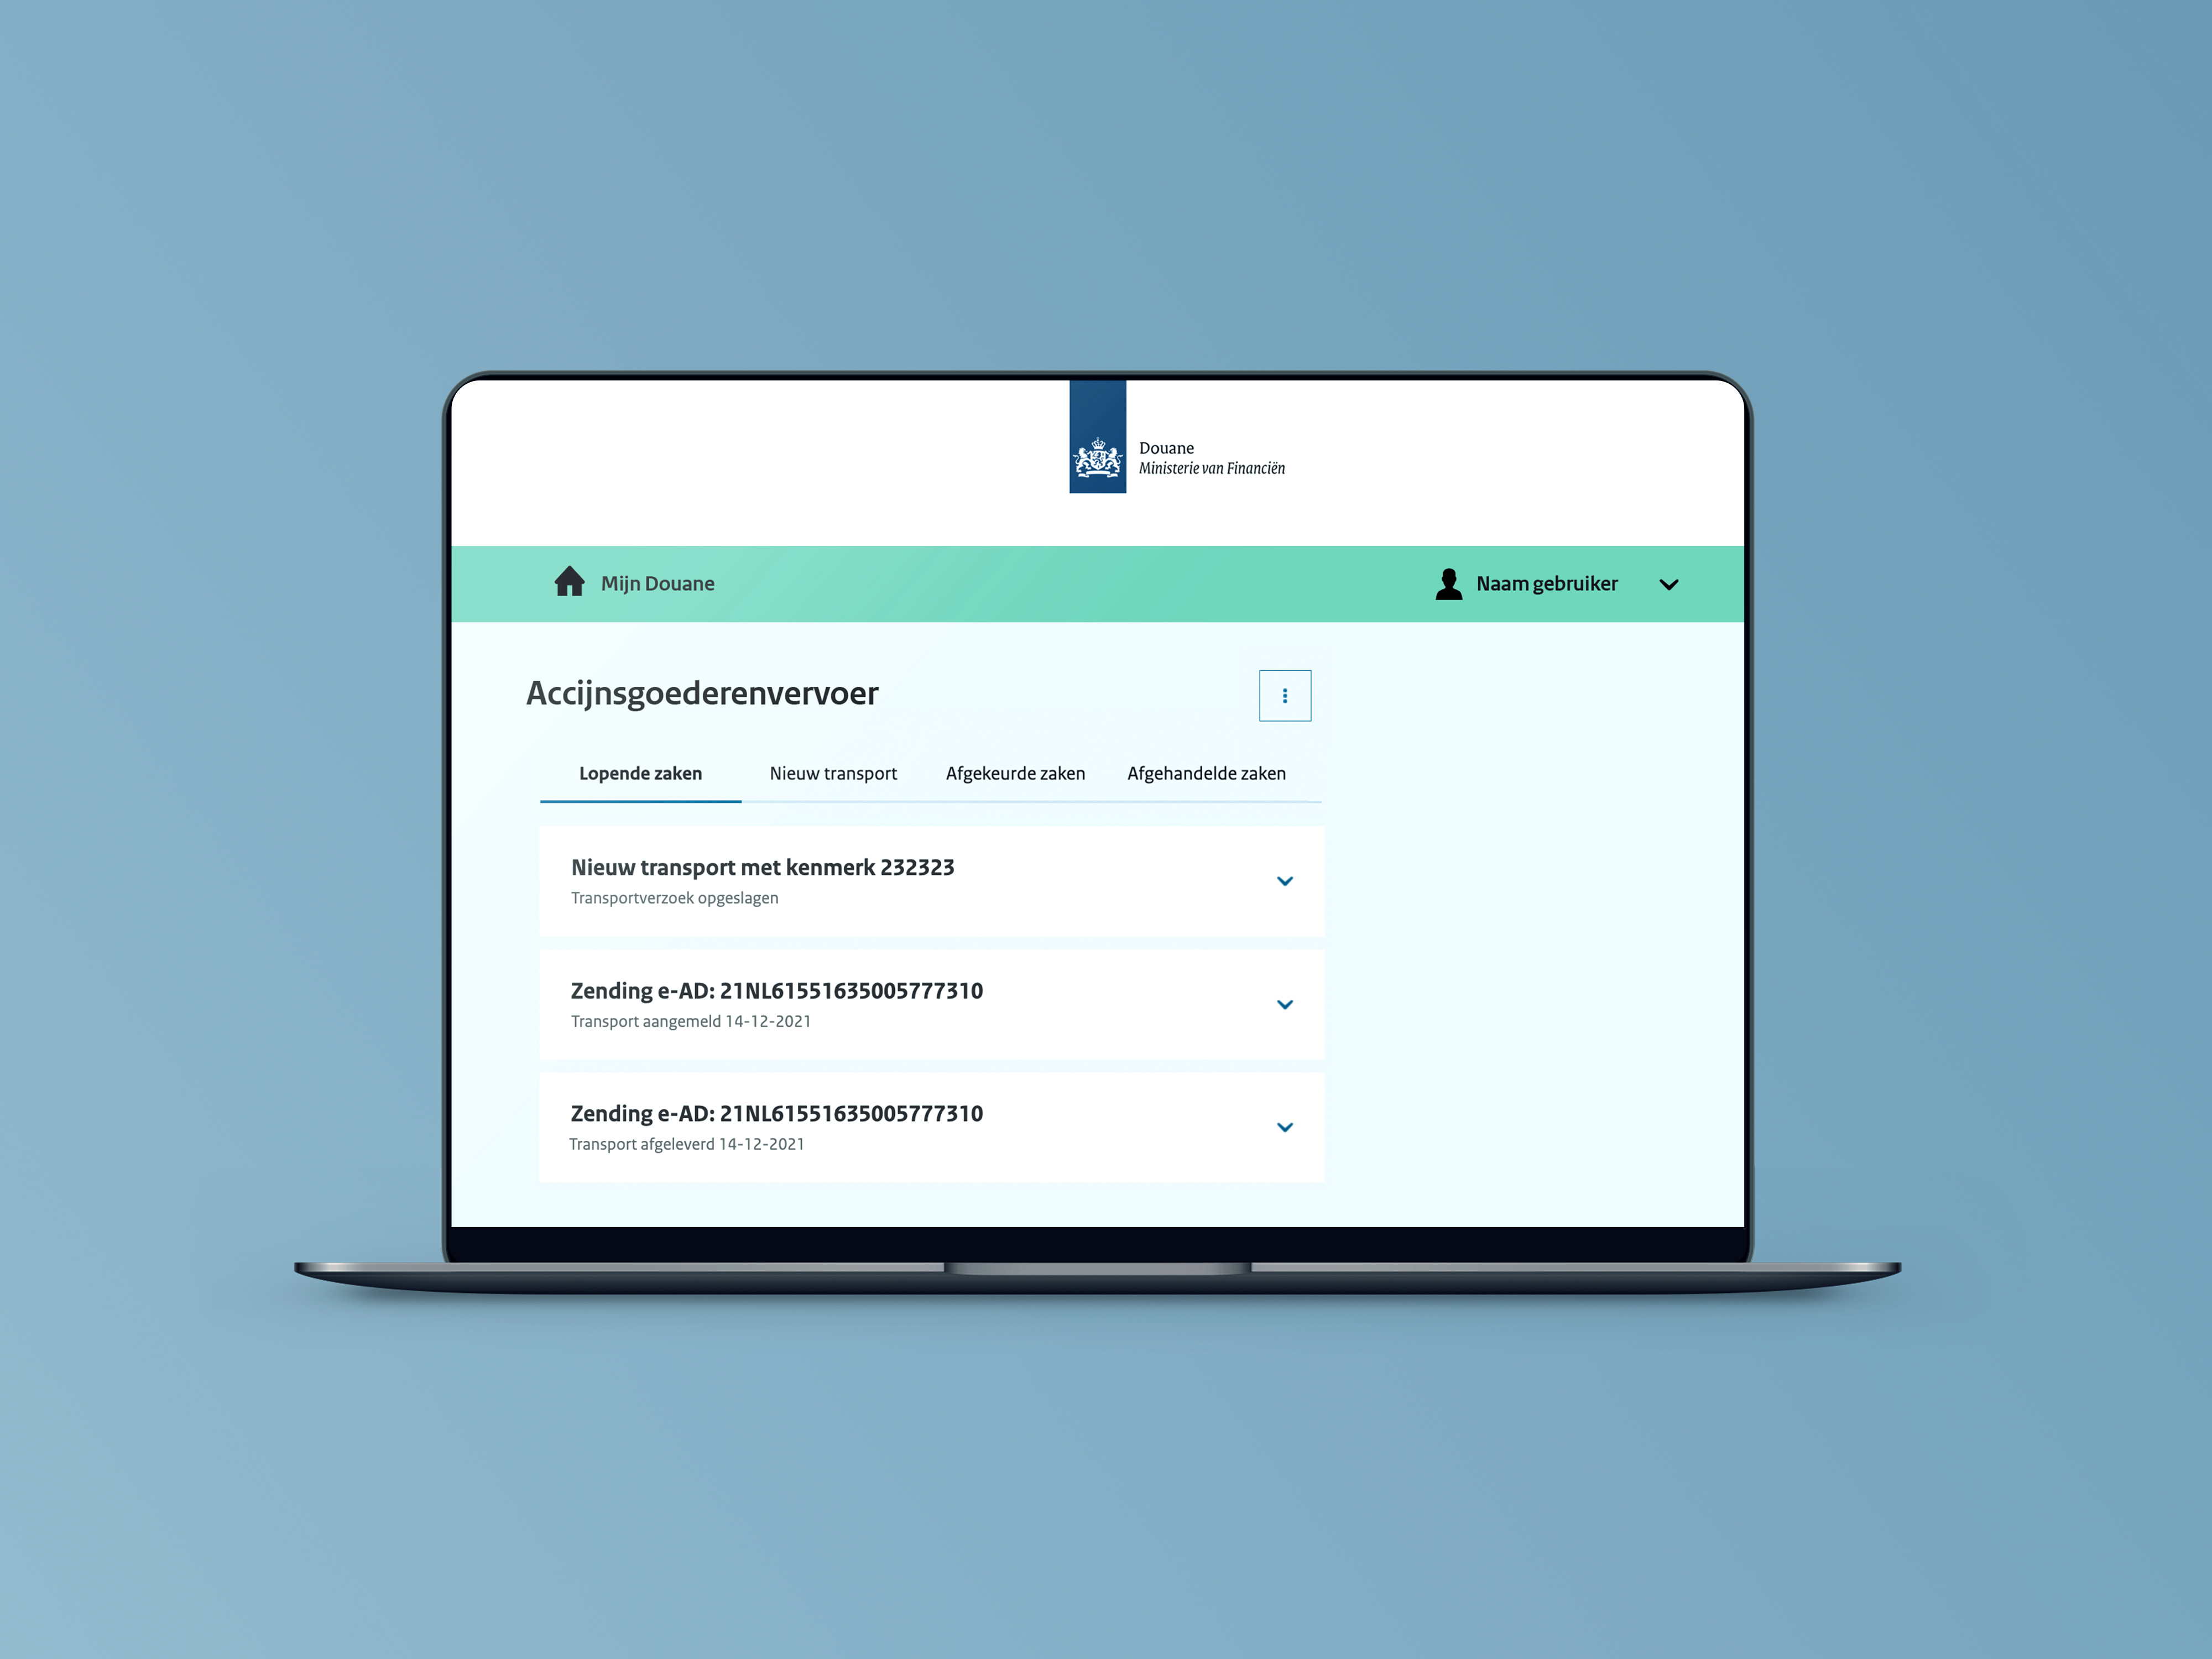 Douane
Ministerie van Financiën
Mijn Douane
Naam gebruiker
Accijnsgoederenvervoer
Lopende zaken Nieuw transport Afgekeurde zaken Afgehandelde zaken
Nieuw transport met kenmerk 232323
Transportverzoek opgeslagen
Zending e-AD: 21NL61551635005777310
Transport aangemeld 14-12-2021
Zending e-AD: 21NL61551635005777310
Transport afgeleverd 14-12-2021